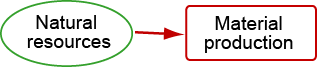 Natural
resources
Material
production